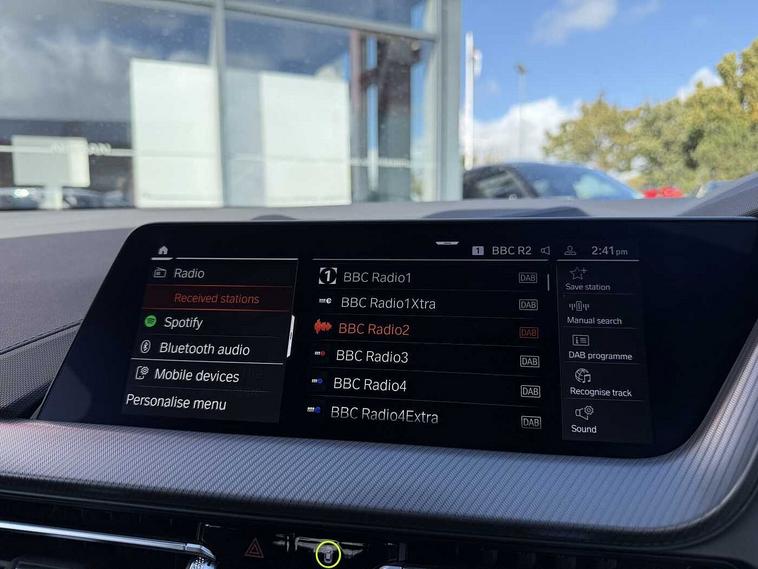 1 BBC R2 2:41pm
Radio
Received stations
Spotify
Bluetooth audio
Mobile devices
Personalise menu
1 BBC Radio1 DAB
BBC Radio1Xtra DAB
BBC Radio2 DAB
BBC Radio3 DAB
BBC Radio4 DAB
BBC Radio4Extra DAB
Save station
Manual search
DAB programme
Recognise track
Sound